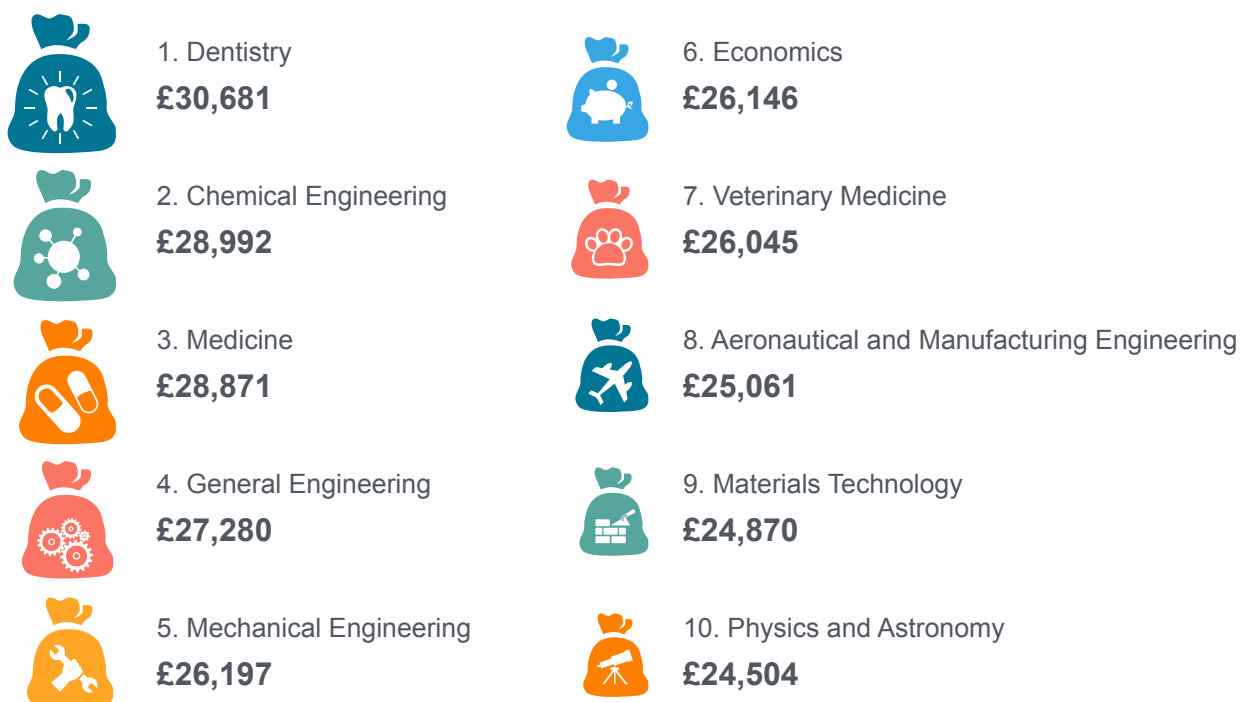 1. Dentistry
£30,681
2. Chemical Engineering
£28,992
3. Medicine
£28,871
4. General Engineering
£27,280
5. Mechanical Engineering
£26,197
6. Economics
£26,146
7. Veterinary Medicine
£26,045
8. Aeronautical and Manufacturing Engineering
£25,061
9. Materials Technology
£24,870
10. Physics and Astronomy
£24,504